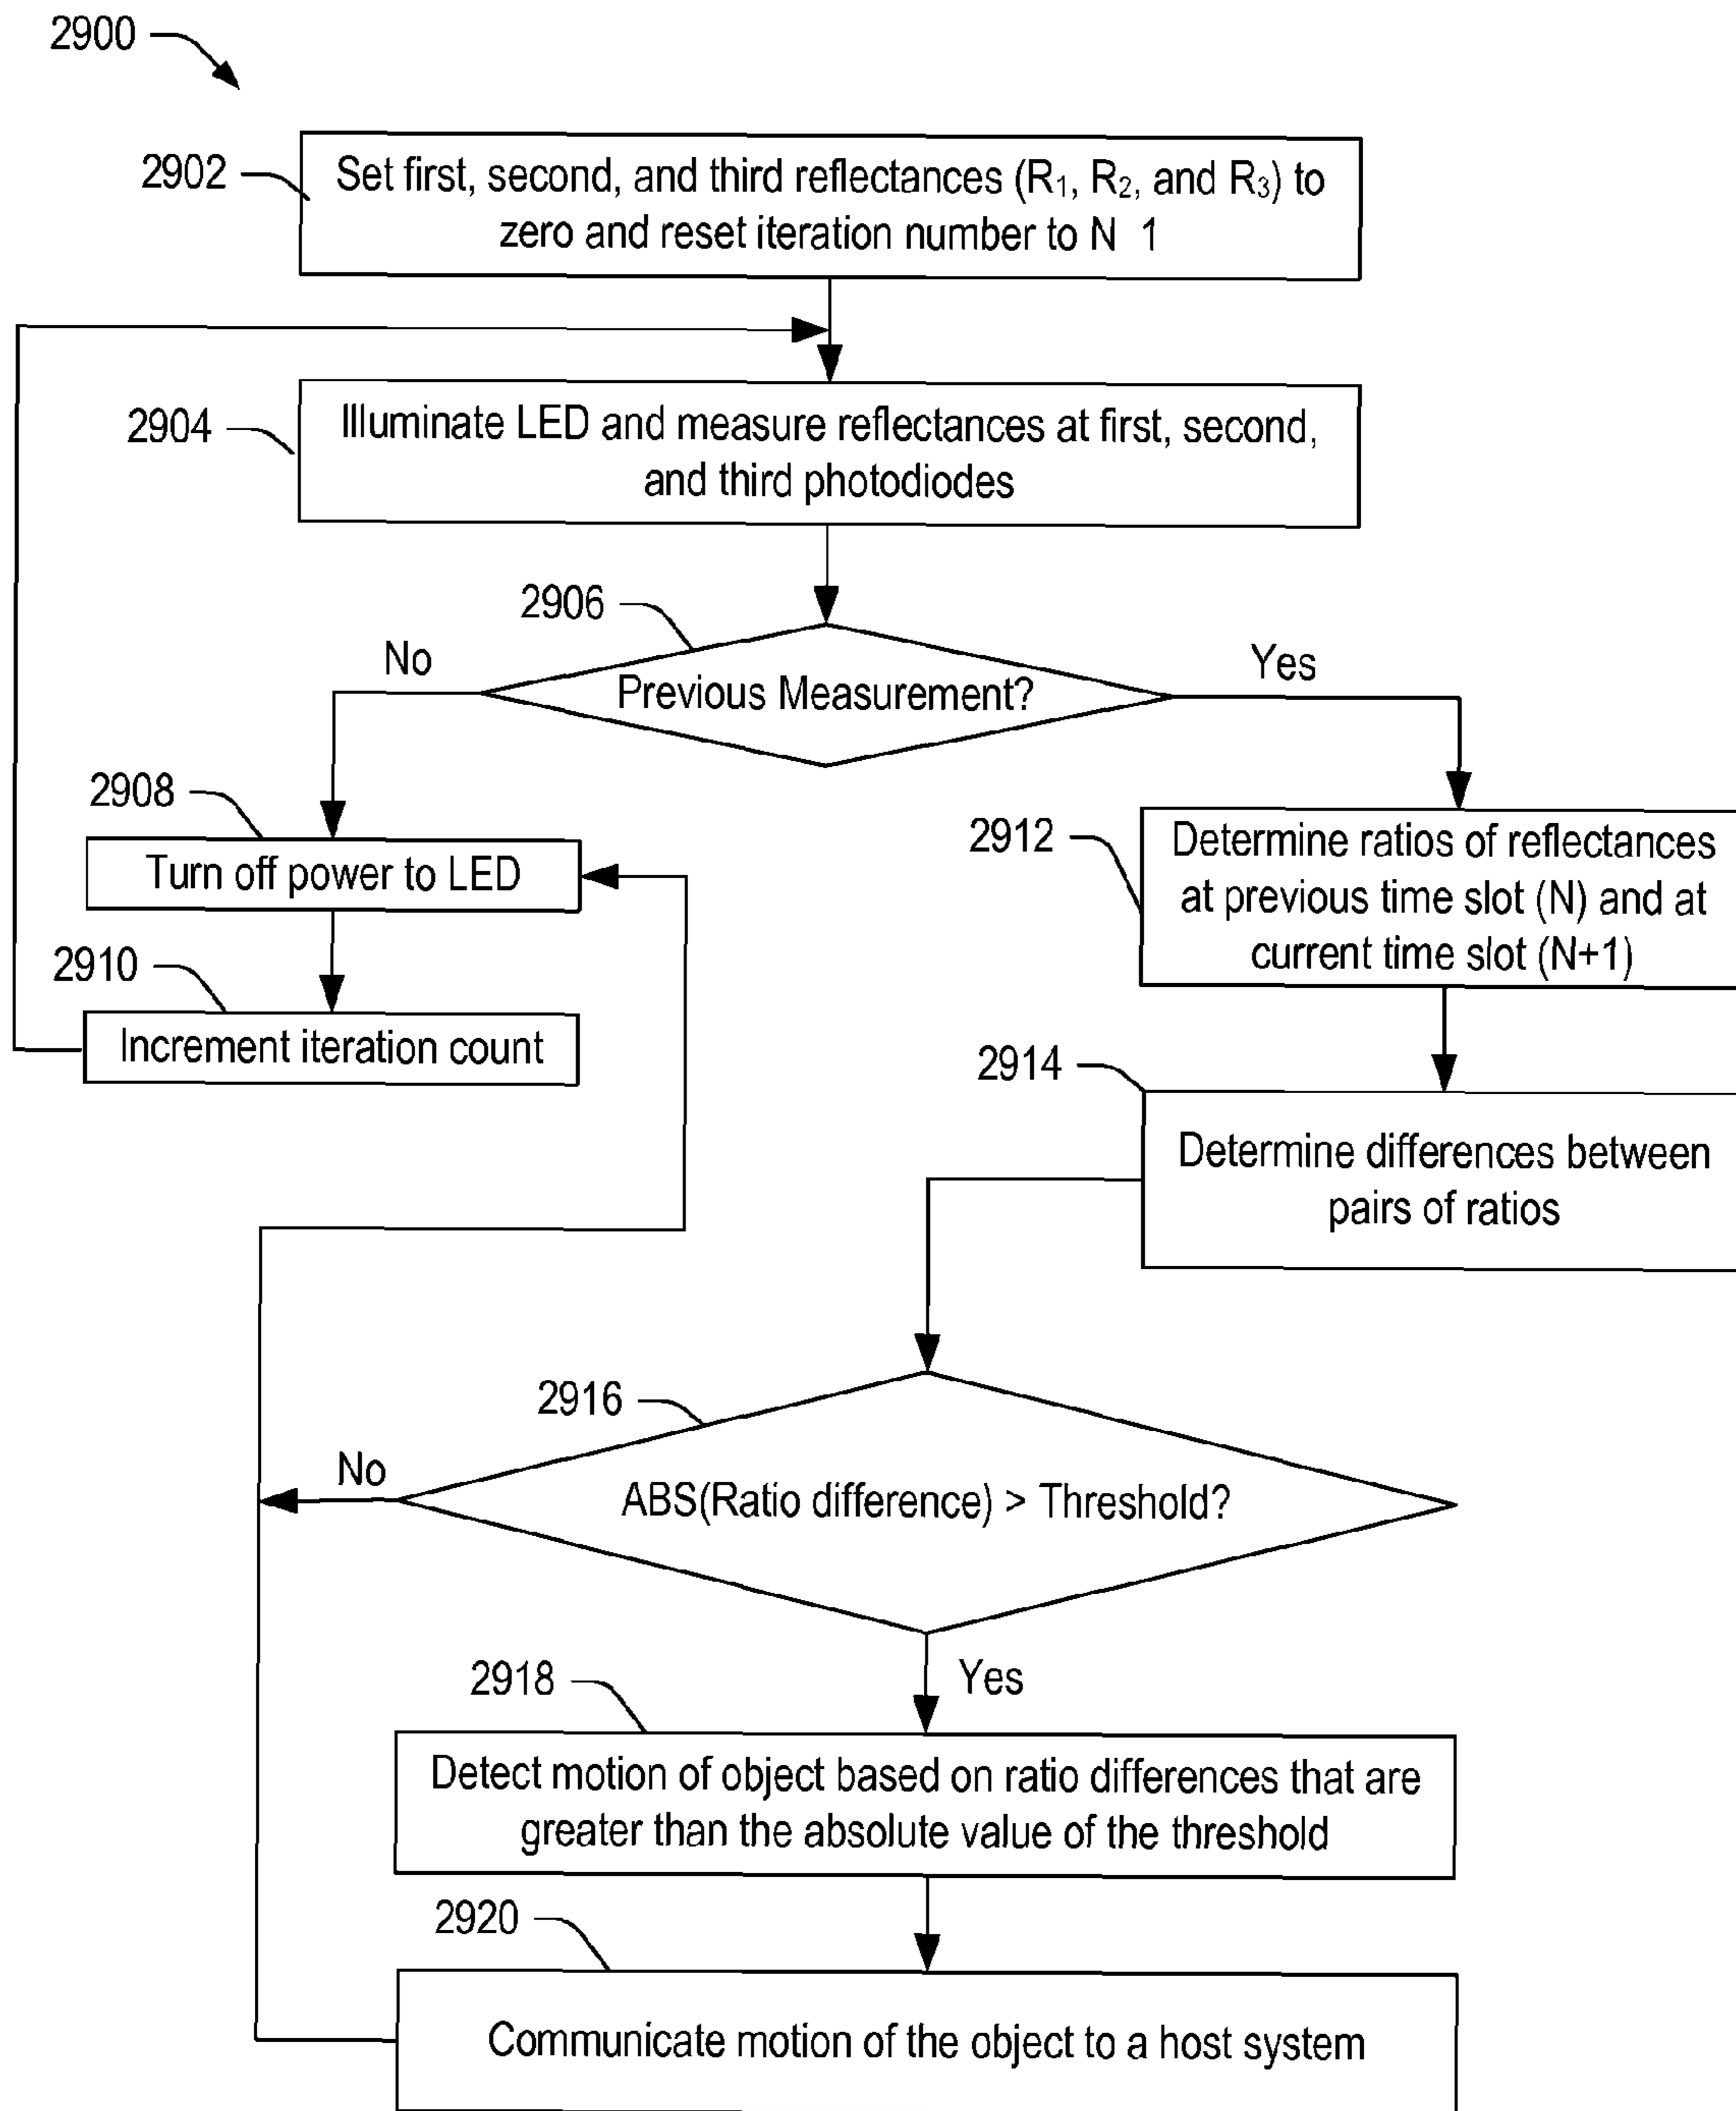 2900
2902
Set first, second, and third reflectances (R₁, R₂, and R₃) to
zero and reset iteration number to N 1
2904
Illuminate LED and measure reflectances at first, second,
and third photodiodes
2906
No
Previous Measurement?
Yes
2908
Turn off power to LED
2910
Increment iteration count
2912
Determine ratios of reflectances
at previous time slot (N) and at
current time slot (N+1)
2914
Determine differences between
pairs of ratios
2916
No
ABS(Ratio difference) > Threshold?
Yes
2918
Detect motion of object based on ratio differences that are
greater than the absolute value of the threshold
2920
Communicate motion of the object to a host system